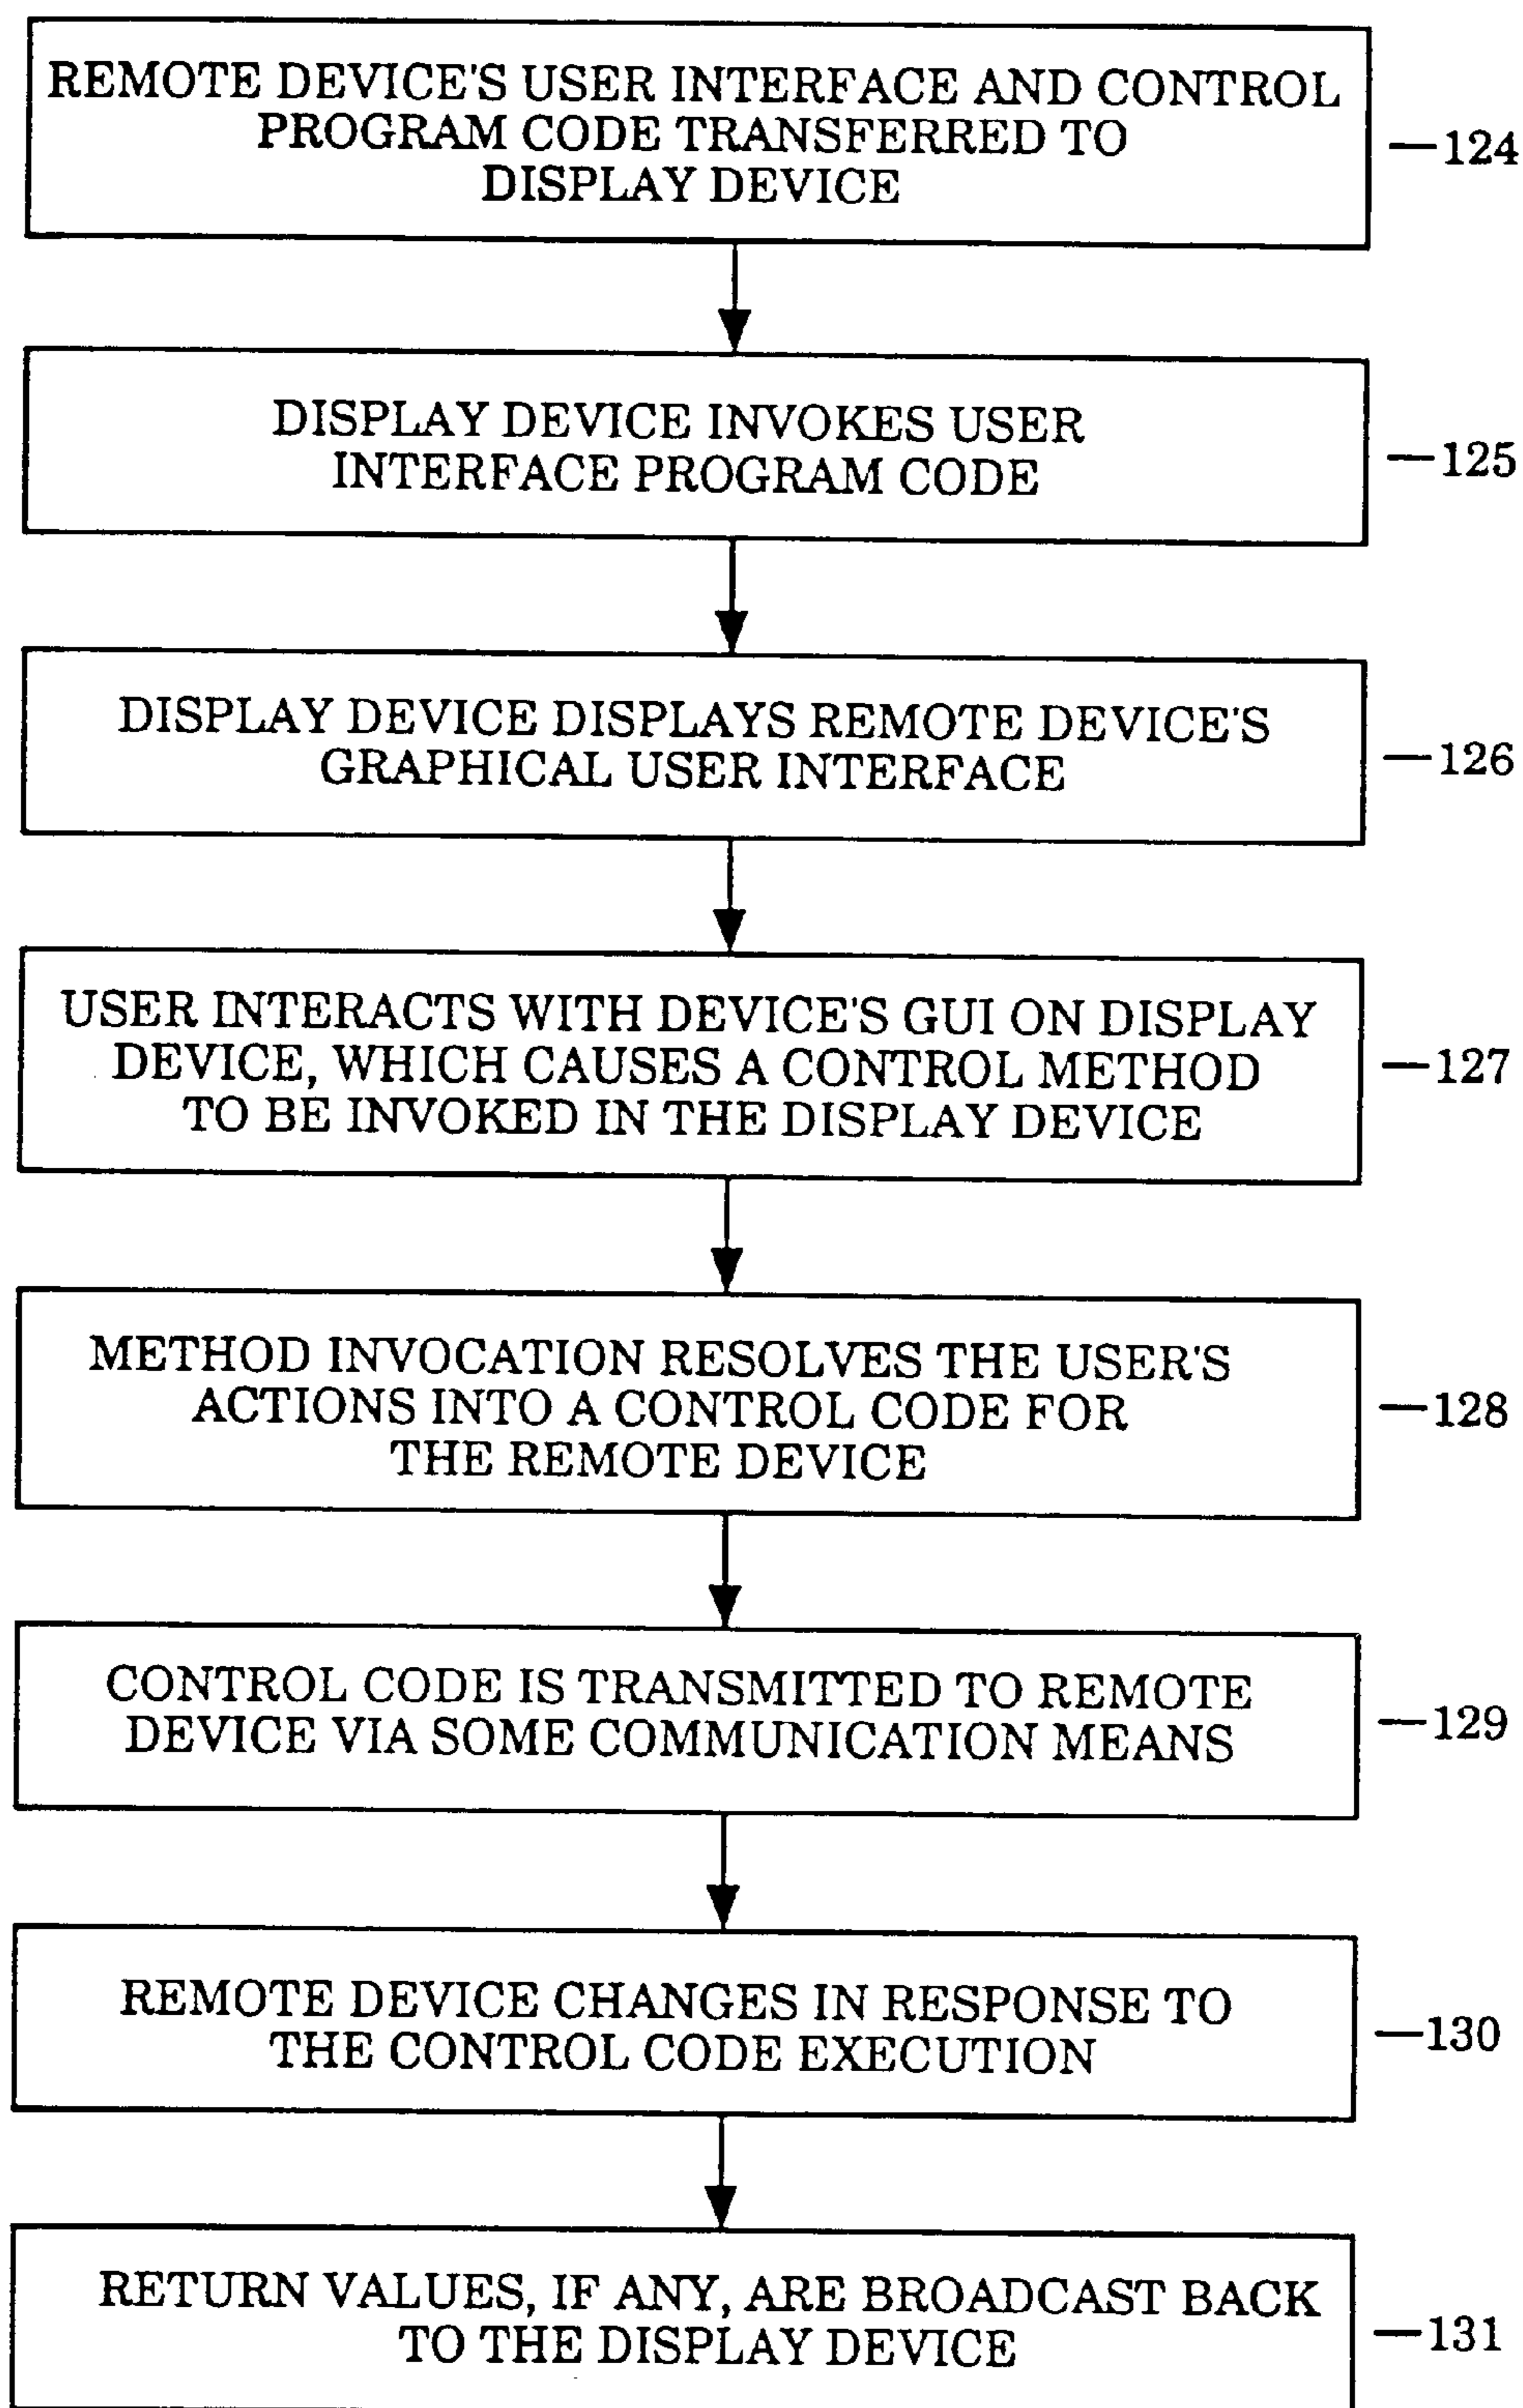 REMOTE DEVICE'S USER INTERFACE AND CONTROL
PROGRAM CODE TRANSFERRED TO
DISPLAY DEVICE
124
DISPLAY DEVICE INVOKES USER
INTERFACE PROGRAM CODE
125
DISPLAY DEVICE DISPLAYS REMOTE DEVICE'S
GRAPHICAL USER INTERFACE
126
USER INTERACTS WITH DEVICE'S GUI ON DISPLAY
DEVICE, WHICH CAUSES A CONTROL METHOD
TO BE INVOKED IN THE DISPLAY DEVICE
127
METHOD INVOCATION RESOLVES THE USER'S
ACTIONS INTO A CONTROL CODE FOR
THE REMOTE DEVICE
128
CONTROL CODE IS TRANSMITTED TO REMOTE
DEVICE VIA SOME COMMUNICATION MEANS
129
REMOTE DEVICE CHANGES IN RESPONSE TO
THE CONTROL CODE EXECUTION
130
RETURN VALUES, IF ANY, ARE BROADCAST BACK
TO THE DISPLAY DEVICE
131